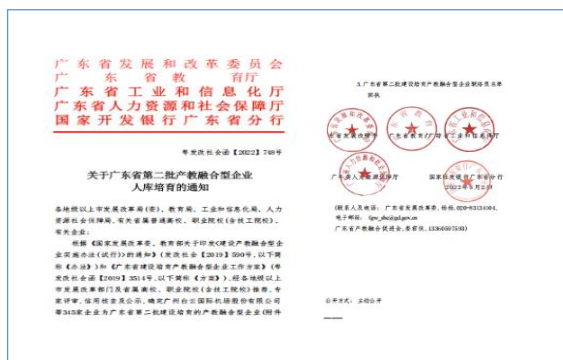 广东省发展和改革委员会
广东省教育厅
广东省工业和信息化厅
广东省人力资源和社会保障厅
国家开发银行广东省分行
粤发改社会函【2022】748号
关于广东省第二批产教融合型企业
入库培育的通知
各地级以上市发展改革局(委)、教育局、工业和信息化局、人力
资源社会保障局,有关省属普通高校、职业院校(含技工院校),
有关企业:
根据《国家发展改革委、教育部关于印发〈建设产教融合型企
业实施办法(试行)〉的通知》(发改社会【2019】590号,以下简
称《办法》)和《广东省建设培育产教融合型企业工作方案》(粤
发改社会函【2019】3514号,以下简称《方案》),经各地级以上
市发展改革部门及省属高校、职业院校(含技工院校)推荐、专
家评审、信用核查及公示,确定广州白云国际机场股份有限公司
等345家企业为广东省第二批建设培育的产教融合型企业(附件
3.广东省第二批建设培育产教融合型企业联络员名单
国家开发银行广东省分行
(联系人及电话:广东省发展改革委,杨杨,020-83134104,
广东省产教融合促进会,
公开方式:主动公开